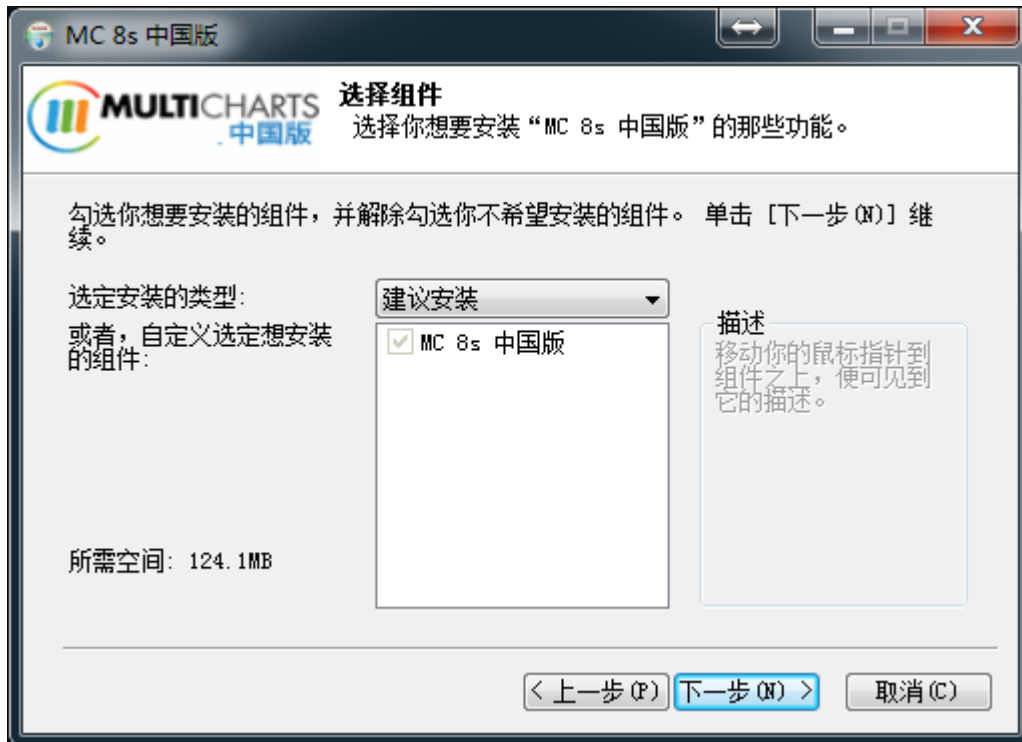 MC 8s 中国版
MULTICHARTS
中国版
选择组件
选择你想要安装“MC 8s 中国版”的那些功能。
勾选你想要安装的组件，并解除勾选你不希望安装的组件。 单击 [下一步(N)] 继
续。
选定安装的类型:
建议安装
或者，自定义选定想安装
的组件:
MC 8s 中国版
描述
移动你的鼠标指针到
组件之上，便可见到
它的描述。
所需空间: 124.1MB
< 上一步(P)
下一步(N) >
取消(C)